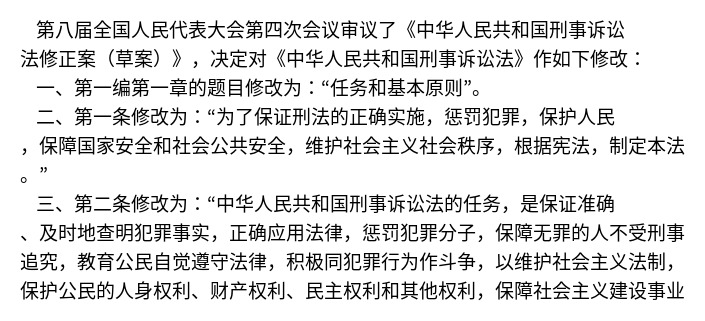 第八届全国人民代表大会第四次会议审议了《中华人民共和国刑事诉讼
法修正案（草案）》，决定对《中华人民共和国刑事诉讼法》作如下修改：
一、第一编第一章的题目修改为：“任务和基本原则”。
二、第一条修改为：“为了保证刑法的正确实施，惩罚犯罪，保护人民
，保障国家安全和社会公共安全，维护社会主义社会秩序，根据宪法，制定本法
。”
三、第二条修改为：“中华人民共和国刑事诉讼法的任务，是保证准确
、及时地查明犯罪事实，正确应用法律，惩罚犯罪分子，保障无罪的人不受刑事
追究，教育公民自觉遵守法律，积极同犯罪行为作斗争，以维护社会主义法制，
保护公民的人身权利、财产权利、民主权利和其他权利，保障社会主义建设事业